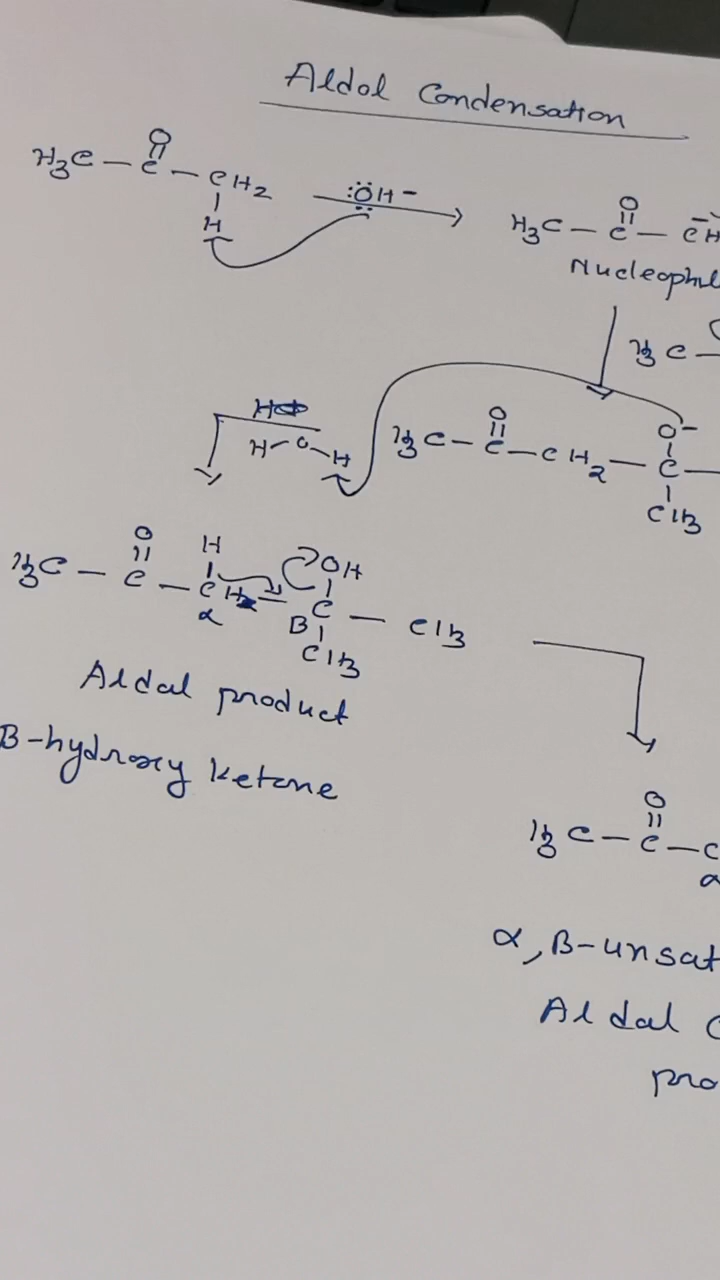 Aldol Condensation
O
H₃C — C — CH₂
H
:ÖH⁻
O
H₃C — C — C̄H
Nucleophil
H₃C —
H — O — H
O
H₃C — C — CH₂ — C —
O⁻
CH₃
O H OH
H₃C — C — CH — C — CH₃
α B
CH₃
Aldal product
B-hydroxy ketone
O
H₃C — C — C
α
α, B-unsat
Aldal C
pro